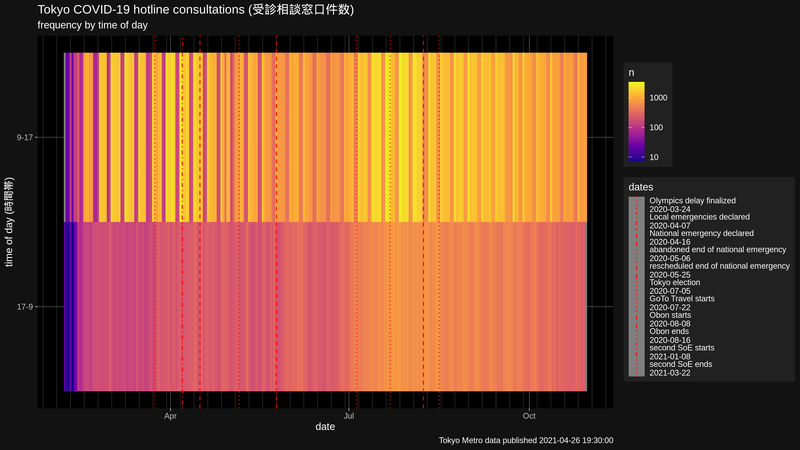 Tokyo COVID-19 hotline consultations (受診相談窓口件数)
frequency by time of day
n
1000
100
10
9-17
17-9
time of day (時間帯)
Apr
Jul
Oct
date
dates
Olympics delay finalized
2020-03-24
Local emergencies declared
2020-04-07
National emergency declared
2020-04-16
abandoned end of national emergency
2020-05-06
rescheduled end of national emergency
2020-05-25
Tokyo election
2020-07-05
GoTo Travel starts
2020-07-22
Obon starts
2020-08-08
Obon ends
2020-08-16
second SoE starts
2021-01-08
second SoE ends
2021-03-22
Tokyo Metro data published 2021-04-26 19:30:00